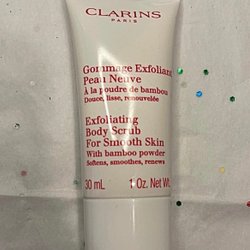 CLARINS
PARIS
Gommage Exfoliant
Peau Neuve
À la poudre de bambou
Douce, lisse, renouvelée
Exfoliating
Body Scrub
For Smooth Skin
With bamboo powder
Softens, smoothes, renews
30 mL 1 Oz. Net Wt.